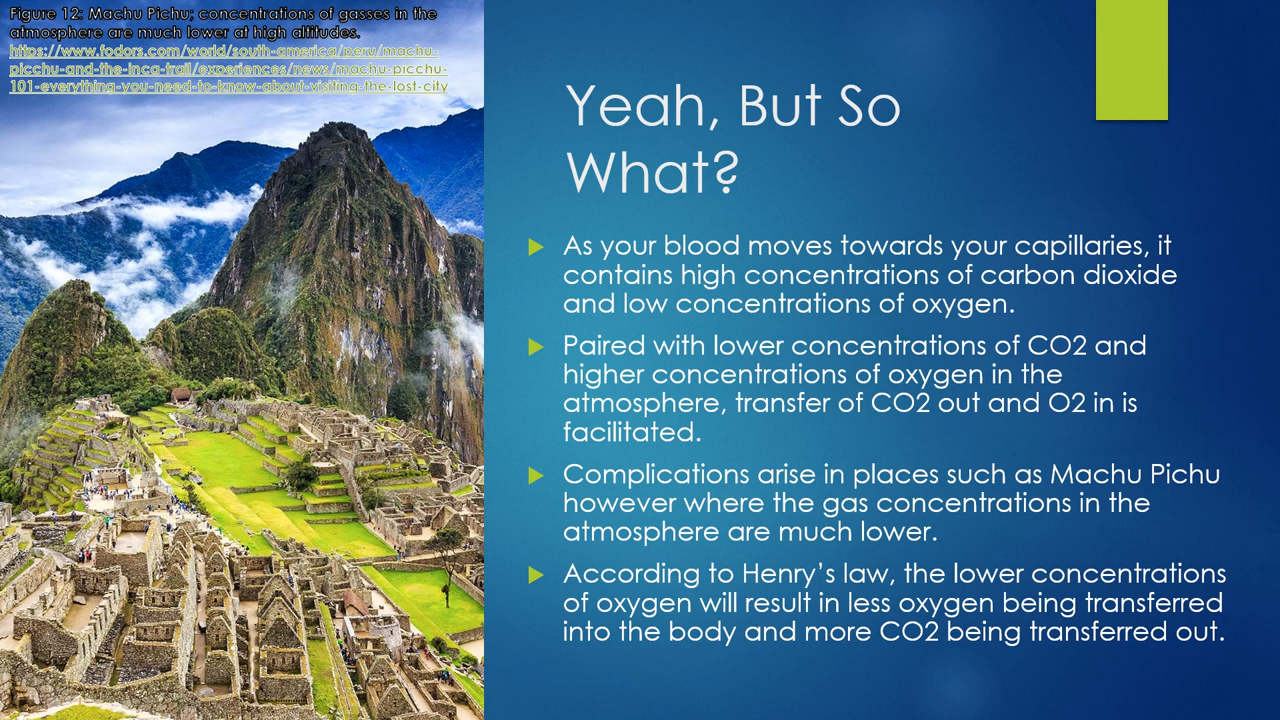 Figure 12: Machu Pichu; concentrations of gasses in the
atmosphere are much lower at high altitudes.
https://www.fodors.com/world/south-america/peru/machu-
picchu-and-the-inca-trail/experiences/news/machu-picchu-
101-everything-you-need-to-know-about-visiting-the-lost-city
Yeah, But So
What?
As your blood moves towards your capillaries, it
contains high concentrations of carbon dioxide
and low concentrations of oxygen.
Paired with lower concentrations of CO2 and
higher concentrations of oxygen in the
atmosphere, transfer of CO2 out and O2 in is
facilitated.
Complications arise in places such as Machu Pichu
however where the gas concentrations in the
atmosphere are much lower.
According to Henry’s law, the lower concentrations
of oxygen will result in less oxygen being transferred
into the body and more CO2 being transferred out.